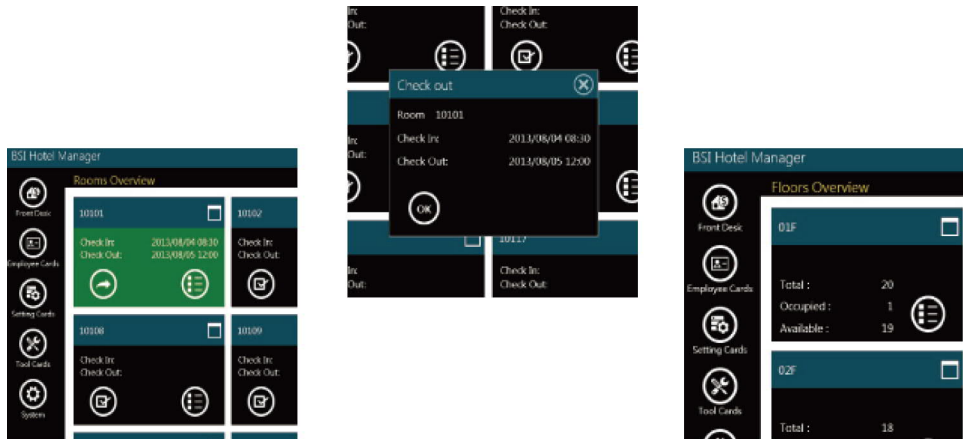 BSI Hotel Manager
Rooms Overview
Front Desk
Employee Cards
Setting Cards
Tool Cards
System
10101
Check In: 2013/08/04 08:30
Check Out: 2013/08/05 12:00
10102
Check In:
Check Out:
10108
Check In:
Check Out:
10109
Check In:
Check Out:
In:
Out:
Check In:
Check Out:
Check out
Room 10101
Check In: 2013/08/04 08:30
Check Out: 2013/08/05 12:00
OK
In:
Out:
10117
In:
Out:
Check In:
Check Out:
BSI Hotel Manager
Floors Overview
Front Desk
Employee Cards
Setting Cards
Tool Cards
01F
Total : 20
Occupied : 1
Available : 19
02F
Total : 18